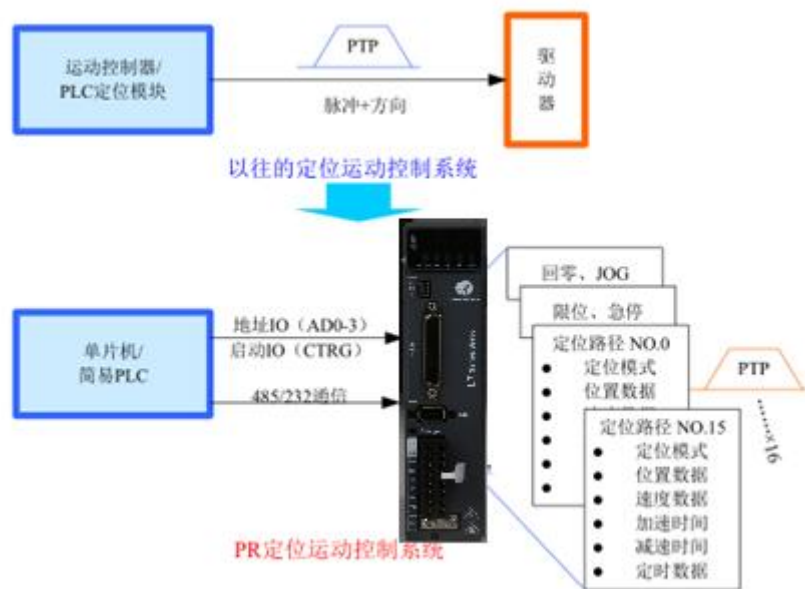 运动控制器/
PLC定位模块
PTP
脉冲+方向
驱
动
器
以往的定位运动控制系统
单片机/
简易PLC
地址IO（AD0-3）
启动IO（CTRG）
485/232通信
回零、JOG
限位、急停
定位路径 NO.0
● 定位模式
● 位置数据
●
●
●
●
定位路径 NO.15
● 定位模式
● 位置数据
● 速度数据
● 加速时间
● 减速时间
● 定时数据
PTP
……×16
PR定位运动控制系统